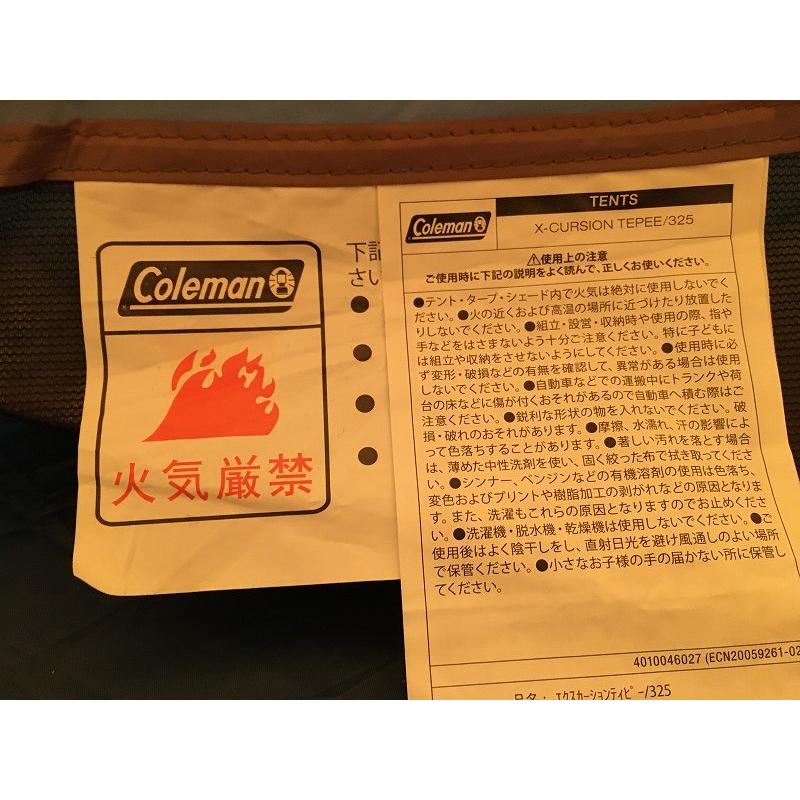 Coleman
火気厳禁
下記
さい
●
●
●
●
Coleman
TENTS
X-CURSION TEPEE/325
⚠使用上の注意
ご使用時に下記の説明をよく読んで、正しくお使いください。
●テント・タープ・シェード内で火気は絶対に使用しないでく
ださい。●火の近くおよび高温の場所に近づけたり放置した
りしないでください。●組立・設営・収納時や使用の際、指や
手などをはさまないよう十分ご注意ください。特に子どもに
は組立や収納をさせないようにしてください。●使用時に必
ず変形・破損などの有無を確認して、異常がある場合は使用
しないでください。●自動車などでの運搬中にトランクや荷
台の床などに傷が付くおそれがあるので自動車へ積む際はご
注意ください。●鋭利な形状の物を入れないでください。破
損・破れのおそれがあります。●摩擦、水濡れ、汗の影響によ
って色落ちすることがあります。●著しい汚れを落とす場合
は、薄めた中性洗剤を使い、固く絞った布で拭き取ってくださ
い。●シンナー、ベンジンなどの有機溶剤の使用は色落ち、
変色およびプリントや樹脂加工の剥がれなどの原因となりま
す。また、洗濯もこれらの原因となりますのでお止めくださ
い。●洗濯機・脱水機・乾燥機は使用しないでください。●ご
使用後はよく陰干しをし、直射日光を避け風通しのよい場所
で保管ください。●小さなお子様の手の届かない所に保管し
てください。
4010046027 (ECN20059261-02
品名： ｴｸｽｶｰｼｮﾝﾃｨﾋﾟｰ/325